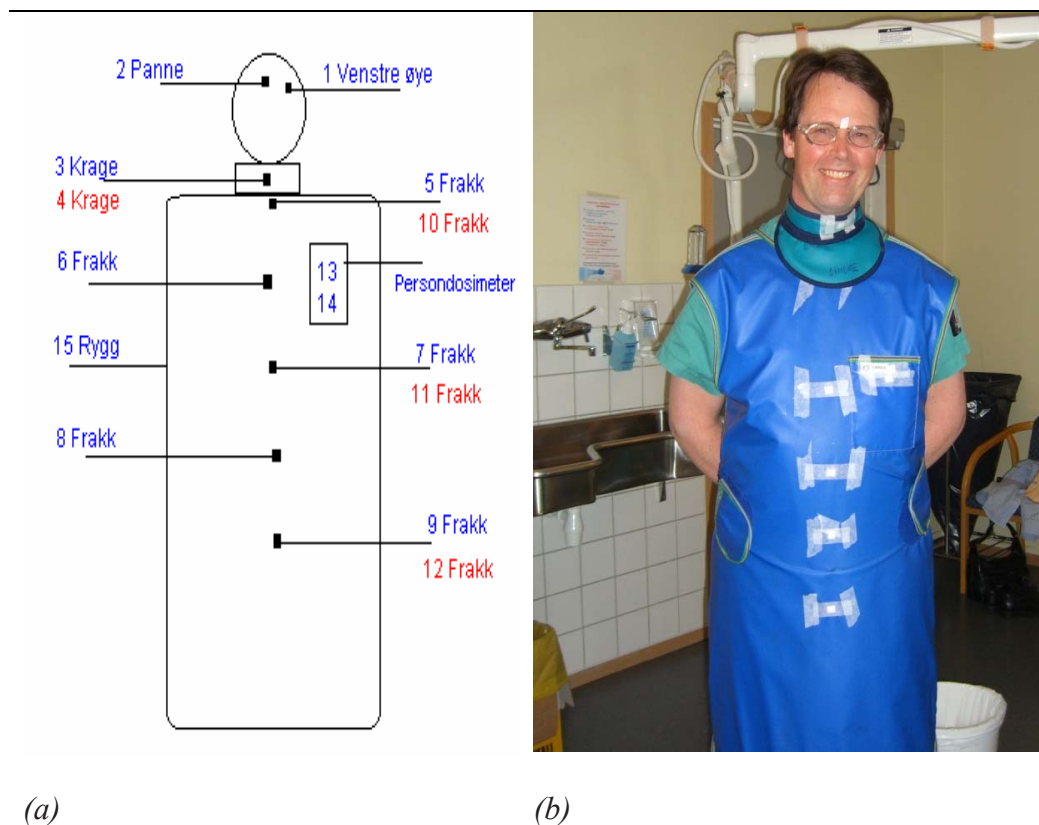 2 Panne
1 Venstre øye
3 Krage
4 Krage
5 Frakk
10 Frakk
6 Frakk
13
14
Persondosimeter
15 Rygg
7 Frakk
11 Frakk
8 Frakk
9 Frakk
12 Frakk
(a)
(b)